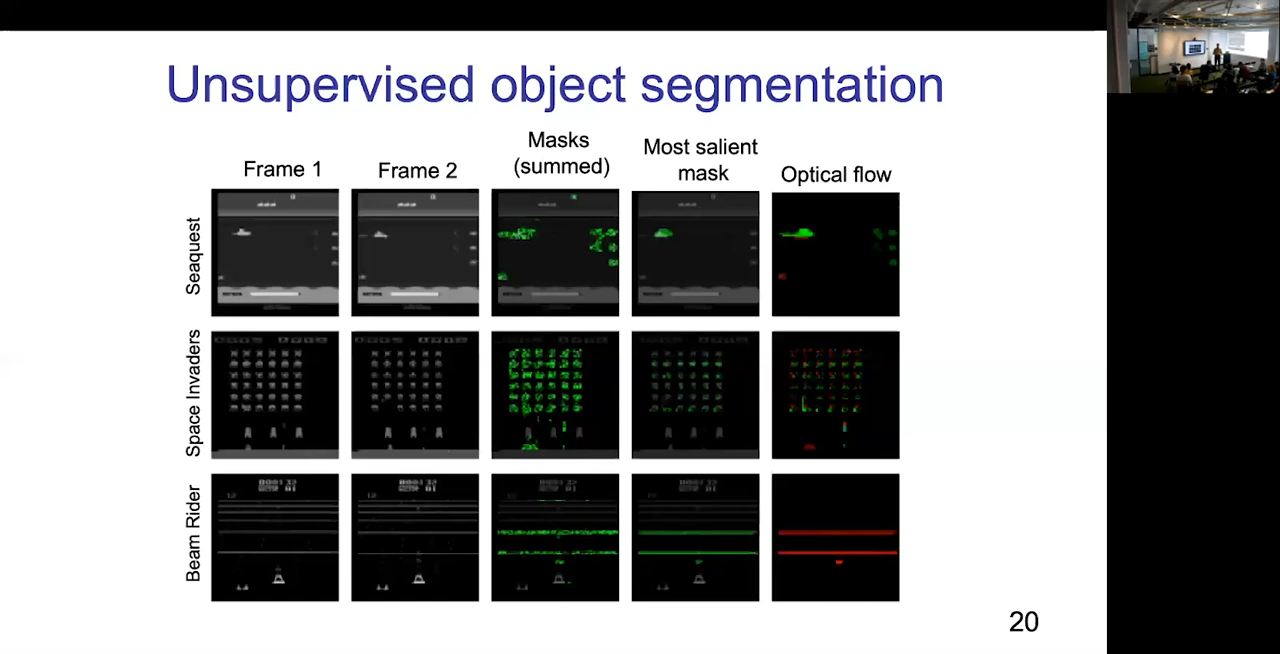 Unsupervised object segmentation
Frame 1
Frame 2
Masks
(summed)
Most salient
mask
Optical flow
Seaquest
Space Invaders
Beam Rider
20